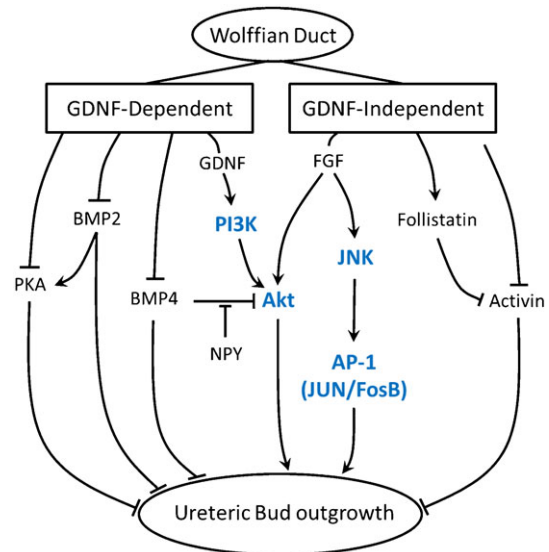 Wolffian Duct
GDNF-Dependent
GDNF-Independent
GDNF
FGF
BMP2
PI3K
Follistatin
JNK
PKA
BMP4
Akt
Activin
NPY
AP-1
(JUN/FosB)
Ureteric Bud outgrowth